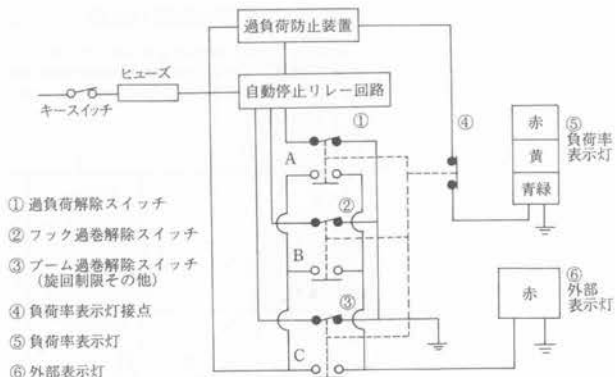 過負荷防止装置
ヒューズ
キースイッチ
自動停止リレー回路
①
A
②
B
③
C
④
赤
黄
青緑
⑤
負荷率
表示灯
赤
⑥
外部
表示灯
① 過負荷解除スイッチ
② フック過巻解除スイッチ
③ ブーム過巻解除スイッチ
(旋回制限その他)
④ 負荷率表示灯接点
⑤ 負荷率表示灯
⑥ 外部表示灯